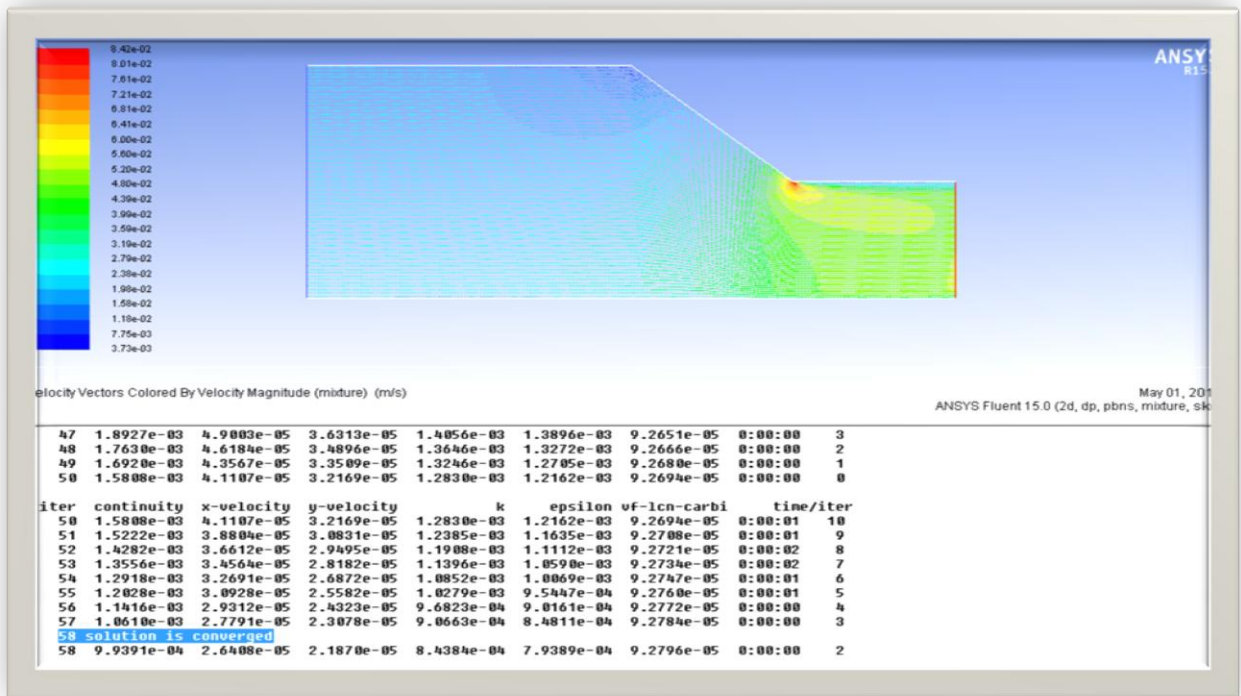 8.42e-02
8.01e-02
7.61e-02
7.21e-02
6.81e-02
6.41e-02
6.00e-02
5.60e-02
5.20e-02
4.80e-02
4.39e-02
3.99e-02
3.59e-02
3.19e-02
2.79e-02
2.38e-02
1.98e-02
1.58e-02
1.18e-02
7.75e-03
3.73e-03
ANSYS
R15
elocity Vectors Colored By Velocity Magnitude (mixture) (m/s)
May 01, 201
ANSYS Fluent 15.0 (2d, dp, pbns, mixture, sk
47 1.8927e-03 4.9003e-05 3.6313e-05 1.4056e-03 1.3896e-03 9.2651e-05 0:00:00 3
48 1.7630e-03 4.6184e-05 3.4896e-05 1.3646e-03 1.3272e-03 9.2666e-05 0:00:00 2
49 1.6920e-03 4.3567e-05 3.3509e-05 1.3246e-03 1.2705e-03 9.2680e-05 0:00:00 1
50 1.5808e-03 4.1107e-05 3.2169e-05 1.2830e-03 1.2162e-03 9.2694e-05 0:00:00 0
iter continuity x-velocity y-velocity k epsilon vf-lcn-carbi time/iter
50 1.5808e-03 4.1107e-05 3.2169e-05 1.2830e-03 1.2162e-03 9.2694e-05 0:00:01 10
51 1.5222e-03 3.8804e-05 3.0831e-05 1.2385e-03 1.1635e-03 9.2708e-05 0:00:01 9
52 1.4282e-03 3.6612e-05 2.9495e-05 1.1908e-03 1.1112e-03 9.2721e-05 0:00:02 8
53 1.3556e-03 3.4564e-05 2.8182e-05 1.1396e-03 1.0590e-03 9.2734e-05 0:00:02 7
54 1.2918e-03 3.2691e-05 2.6872e-05 1.0852e-03 1.0069e-03 9.2747e-05 0:00:01 6
55 1.2028e-03 3.0928e-05 2.5582e-05 1.0279e-03 9.5447e-04 9.2760e-05 0:00:01 5
56 1.1416e-03 2.9312e-05 2.4323e-05 9.6823e-04 9.0161e-04 9.2772e-05 0:00:00 4
57 1.0610e-03 2.7791e-05 2.3078e-05 9.0663e-04 8.4811e-04 9.2784e-05 0:00:00 3
58 solution is converged
58 9.9391e-04 2.6408e-05 2.1870e-05 8.4384e-04 7.9389e-04 9.2796e-05 0:00:00 2